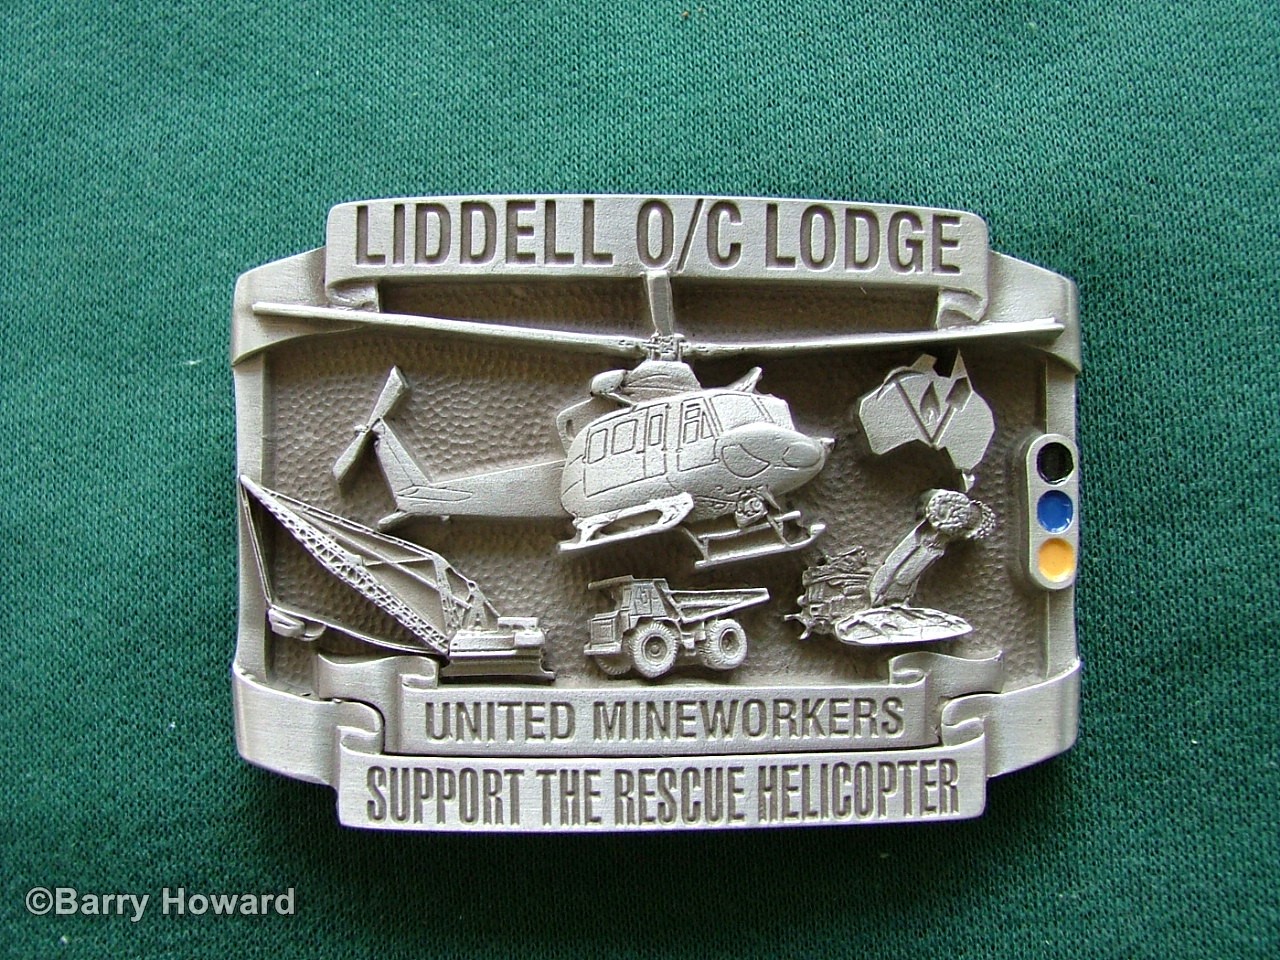 LIDDELL O/C LODGE
UNITED MINEWORKERS
SUPPORT THE RESCUE HELICOPTER
©Barry Howard